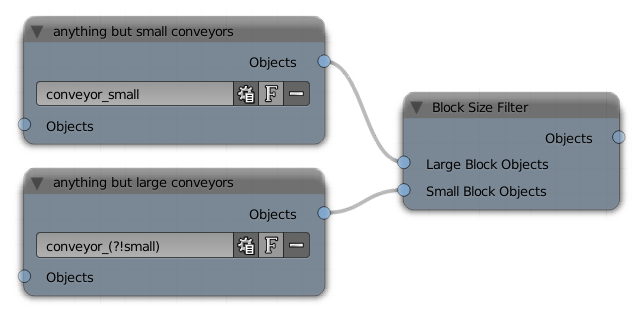 anything but small conveyors
Objects
conveyor_small
F
Objects
anything but large conveyors
Objects
conveyor_(?!small)
F
Objects
Block Size Filter
Objects
Large Block Objects
Small Block Objects